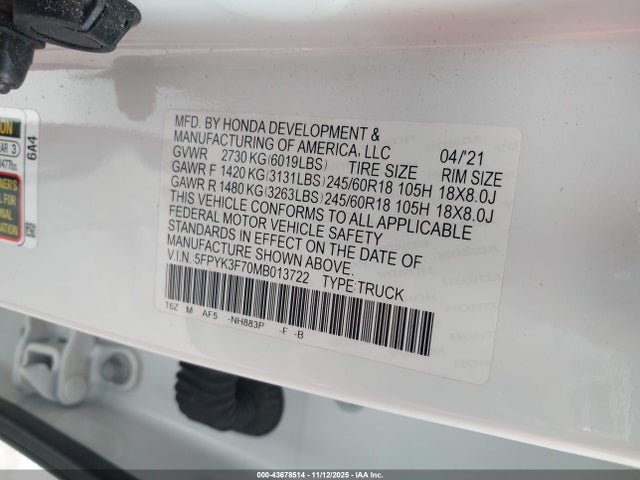 MFD. BY HONDA DEVELOPMENT &
MANUFACTURING OF AMERICA, LLC 04/'21
GVWR 2730 KG(6019LBS) TIRE SIZE RIM SIZE
GAWR F 1420 KG(3131LBS) 245/60R18 105H 18X8.0J
GAWR R 1480 KG(3263LBS) 245/60R18 105H 18X8.0J
THIS VEHICLE CONFORMS TO ALL APPLICABLE
FEDERAL MOTOR VEHICLE SAFETY
STANDARDS IN EFFECT ON THE DATE OF
MANUFACTURE SHOWN ABOVE.
V.I.N. 5FPYK3F70MB013722 TYPE:TRUCK
T6Z M AF5 -NH883P -F -B
6A4
00-43678514 - 11/12/2025 - IAAI, Inc.